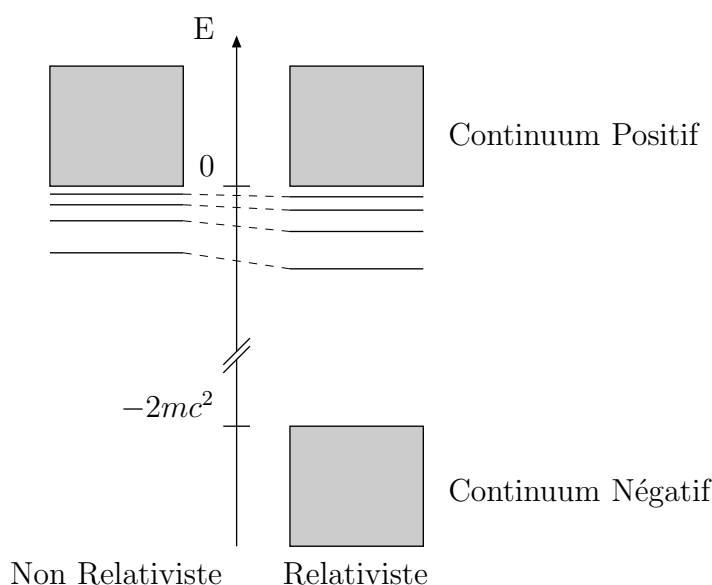 E
Continuum Positif
0
−2mc²
Continuum Négatif
Non Relativiste
Relativiste